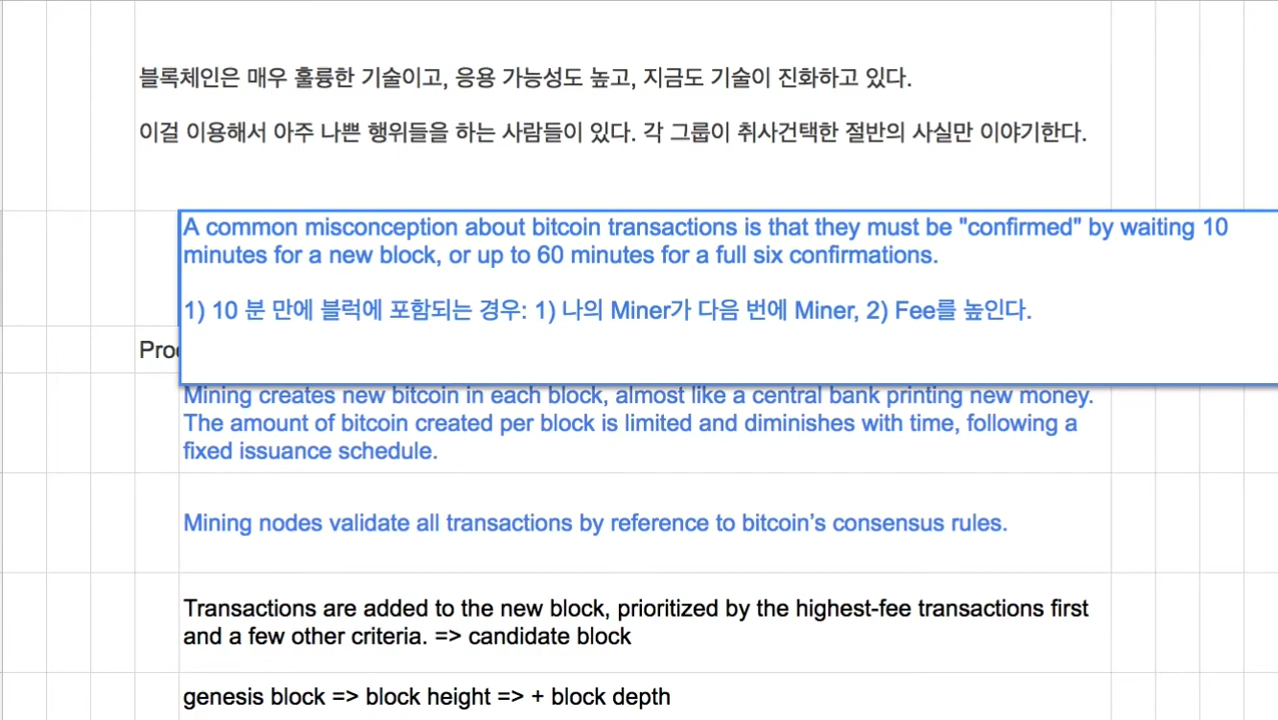 블록체인은 매우 훌륭한 기술이고, 응용 가능성도 높고, 지금도 기술이 진화하고 있다.
이걸 이용해서 아주 나쁜 행위들을 하는 사람들이 있다. 각 그룹이 취사건택한 절반의 사실만 이야기한다.
A common misconception about bitcoin transactions is that they must be "confirmed" by waiting 10
minutes for a new block, or up to 60 minutes for a full six confirmations.
1) 10 분 만에 블럭에 포함되는 경우: 1) 나의 Miner가 다음 번에 Miner, 2) Fee를 높인다.
Mining creates new bitcoin in each block, almost like a central bank printing new money.
The amount of bitcoin created per block is limited and diminishes with time, following a
fixed issuance schedule.
Mining nodes validate all transactions by reference to bitcoin’s consensus rules.
Transactions are added to the new block, prioritized by the highest-fee transactions first
and a few other criteria. => candidate block
genesis block => block height => + block depth